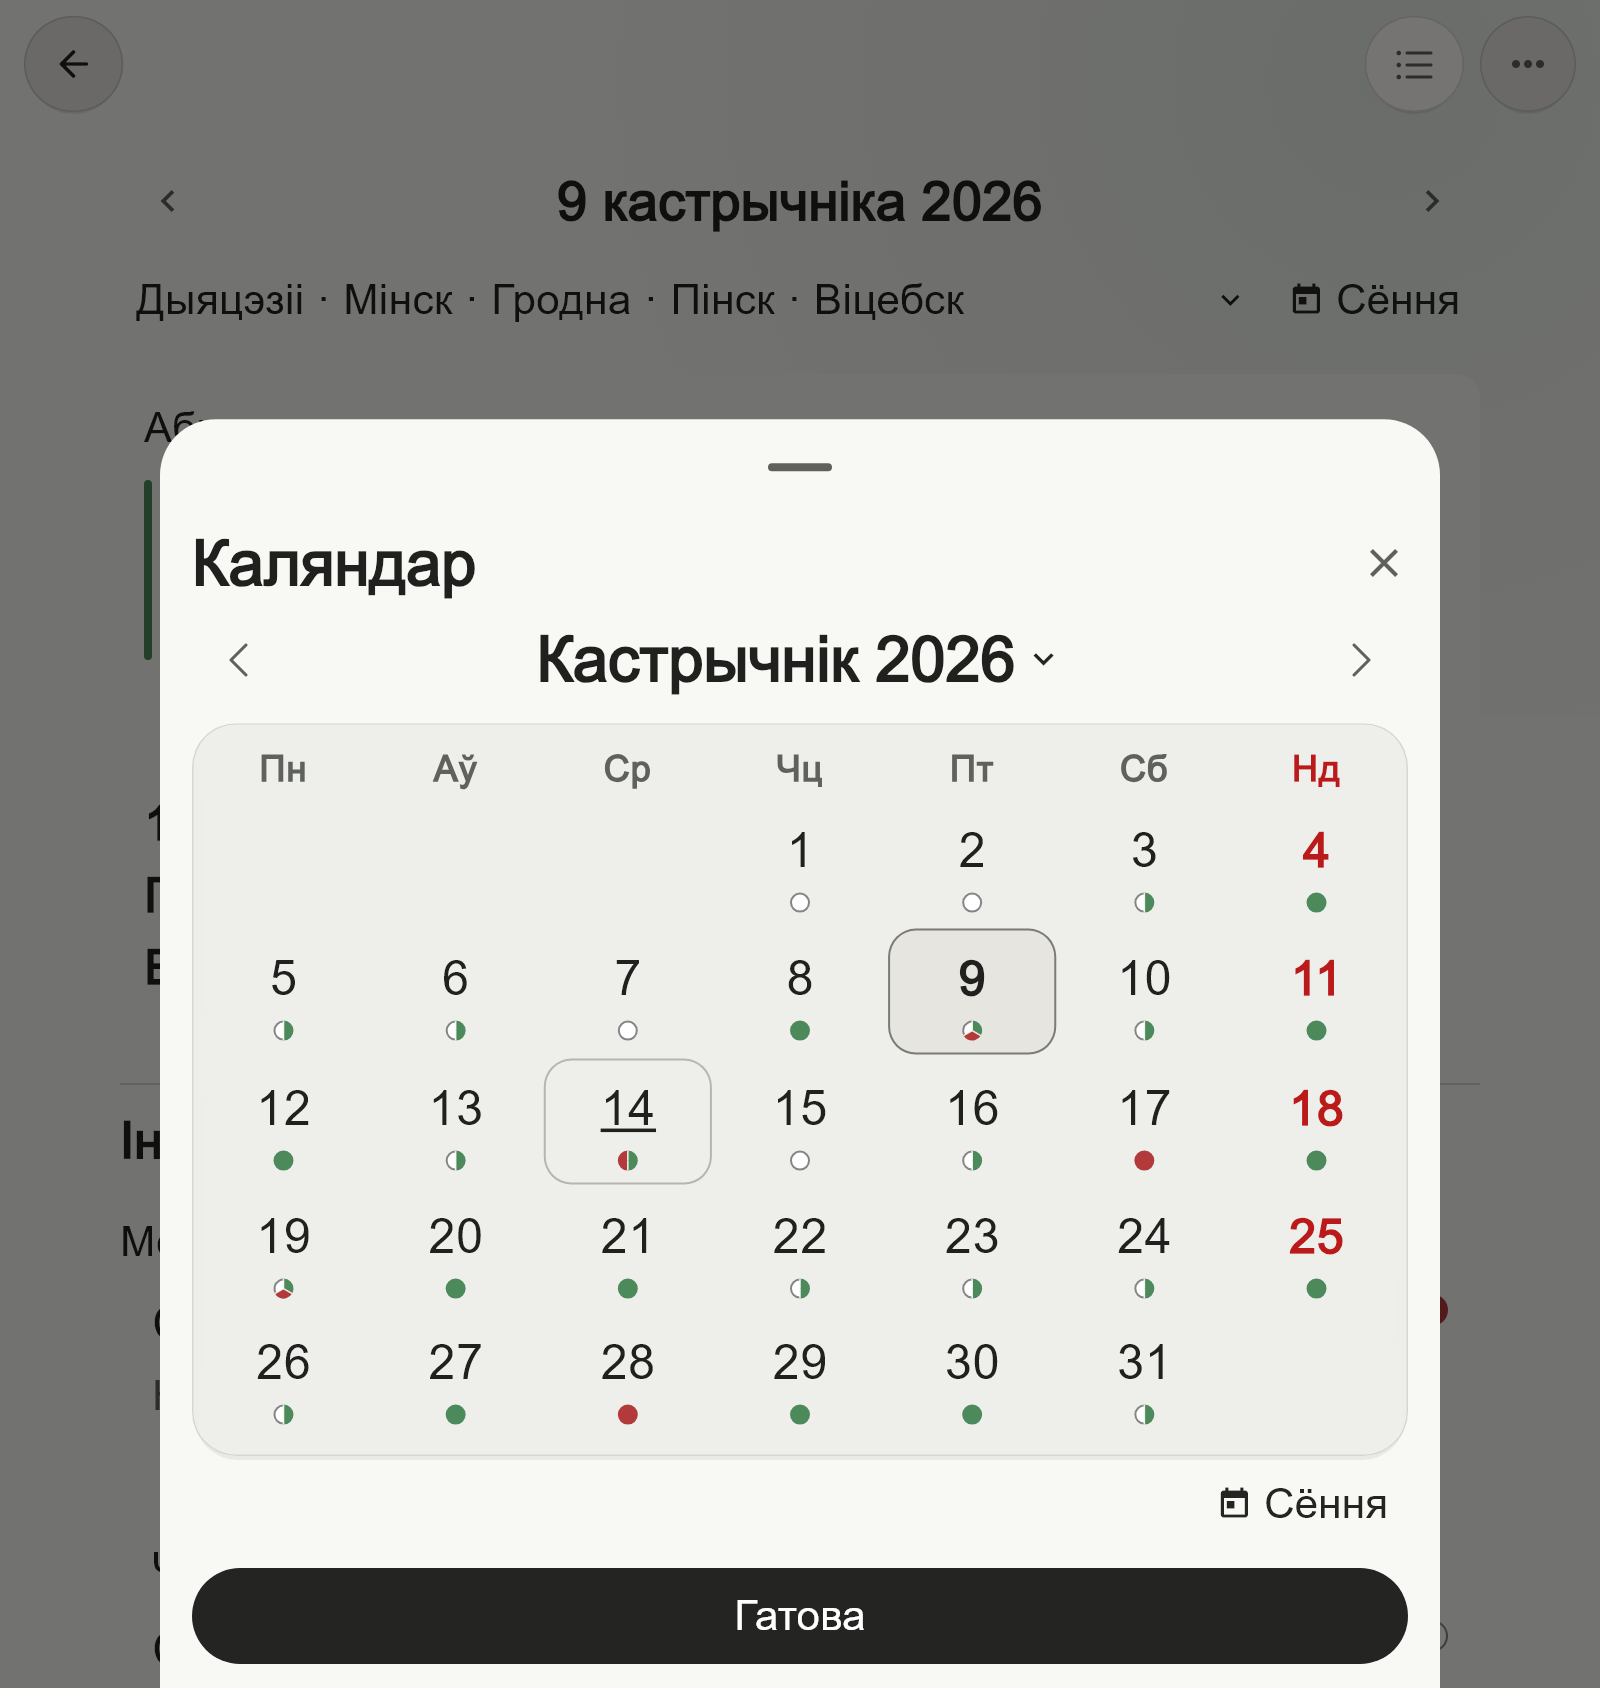 9 кастрычніка 2026
Дыяцэзіі · Мінск · Гродна · Пінск · Віцебск
Сёння
Каляндар
Кастрычнік 2026
Пн Аў Ср Чц Пт Сб Нд
1 2 3 4
5 6 7 8 9 10 11
12 13 14 15 16 17 18
19 20 21 22 23 24 25
26 27 28 29 30 31
Сёння
Гатова